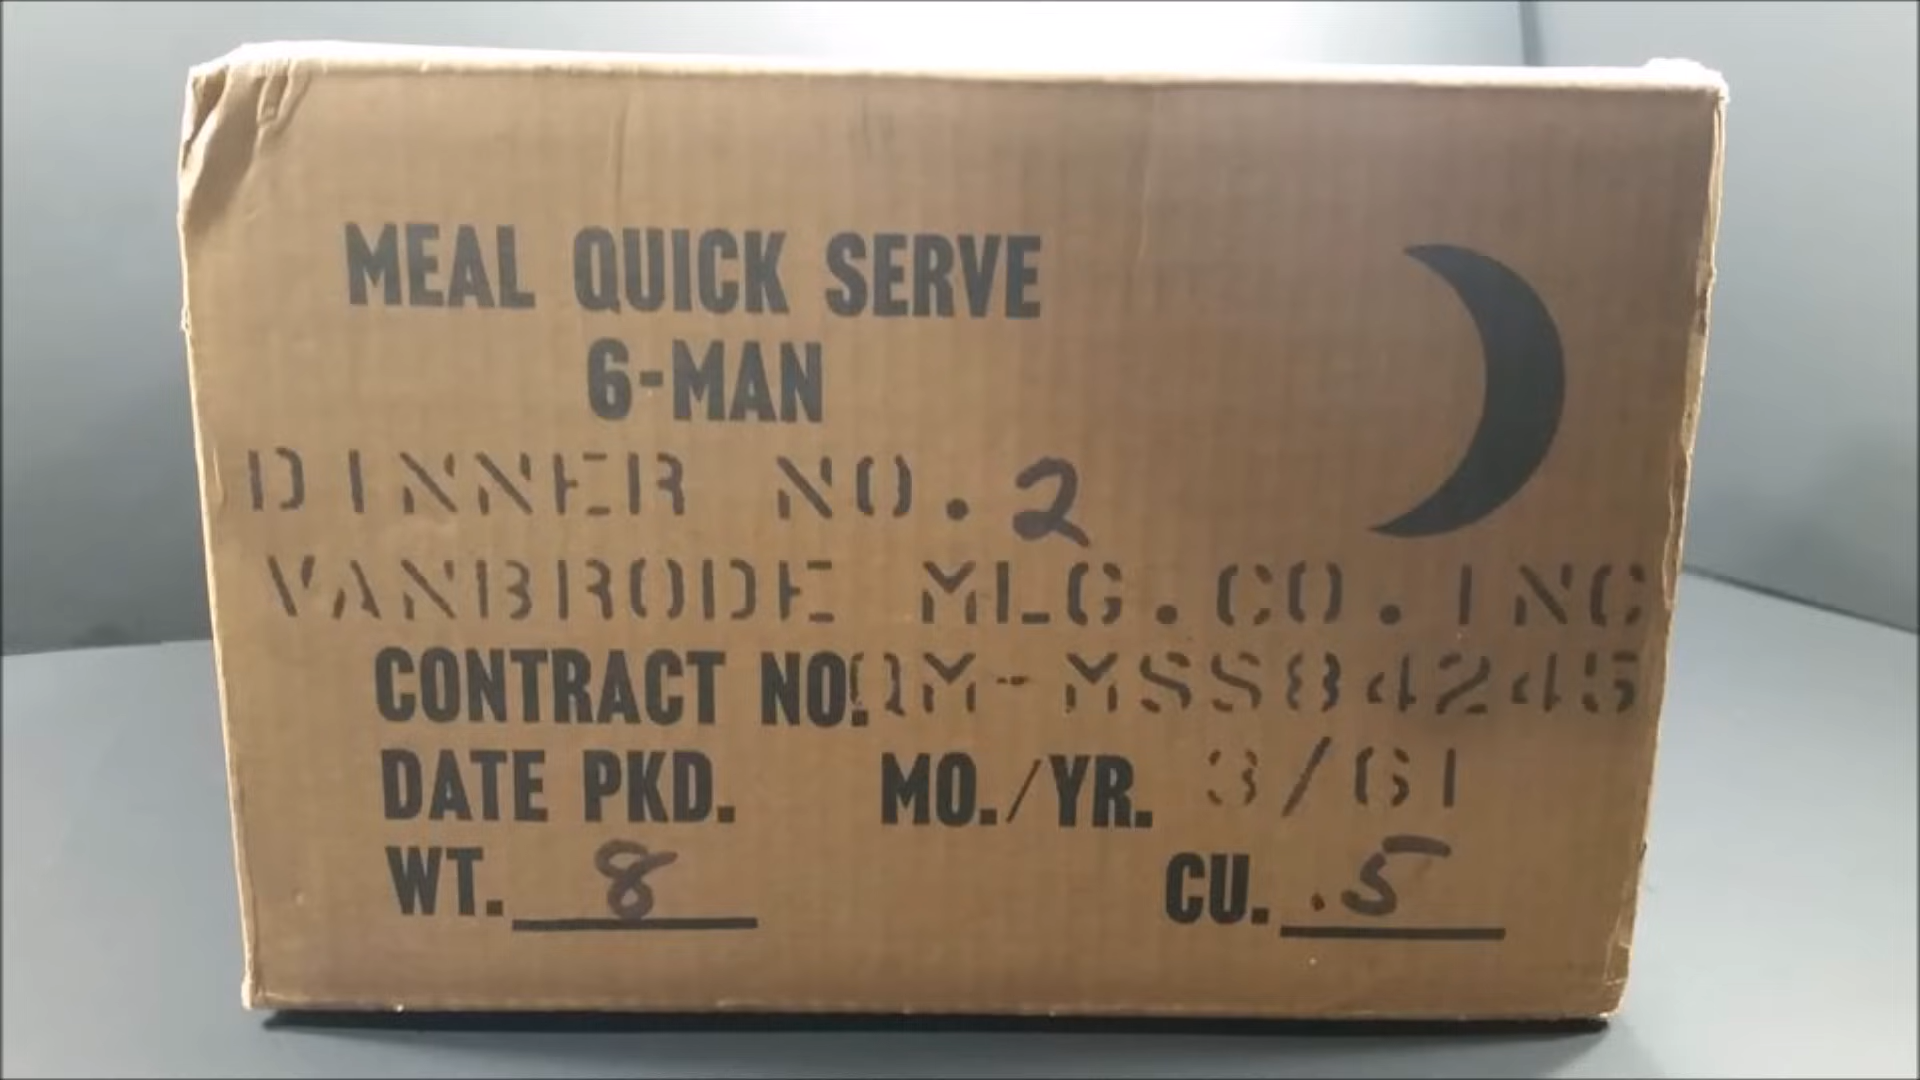 MEAL QUICK SERVE
6-MAN
DINNER NO. 2
VANBRODE MLG. CO. INC
CONTRACT NO. QM-MSS84245
DATE PKD. MO./YR. 3/61
WT. 8 CU. .5